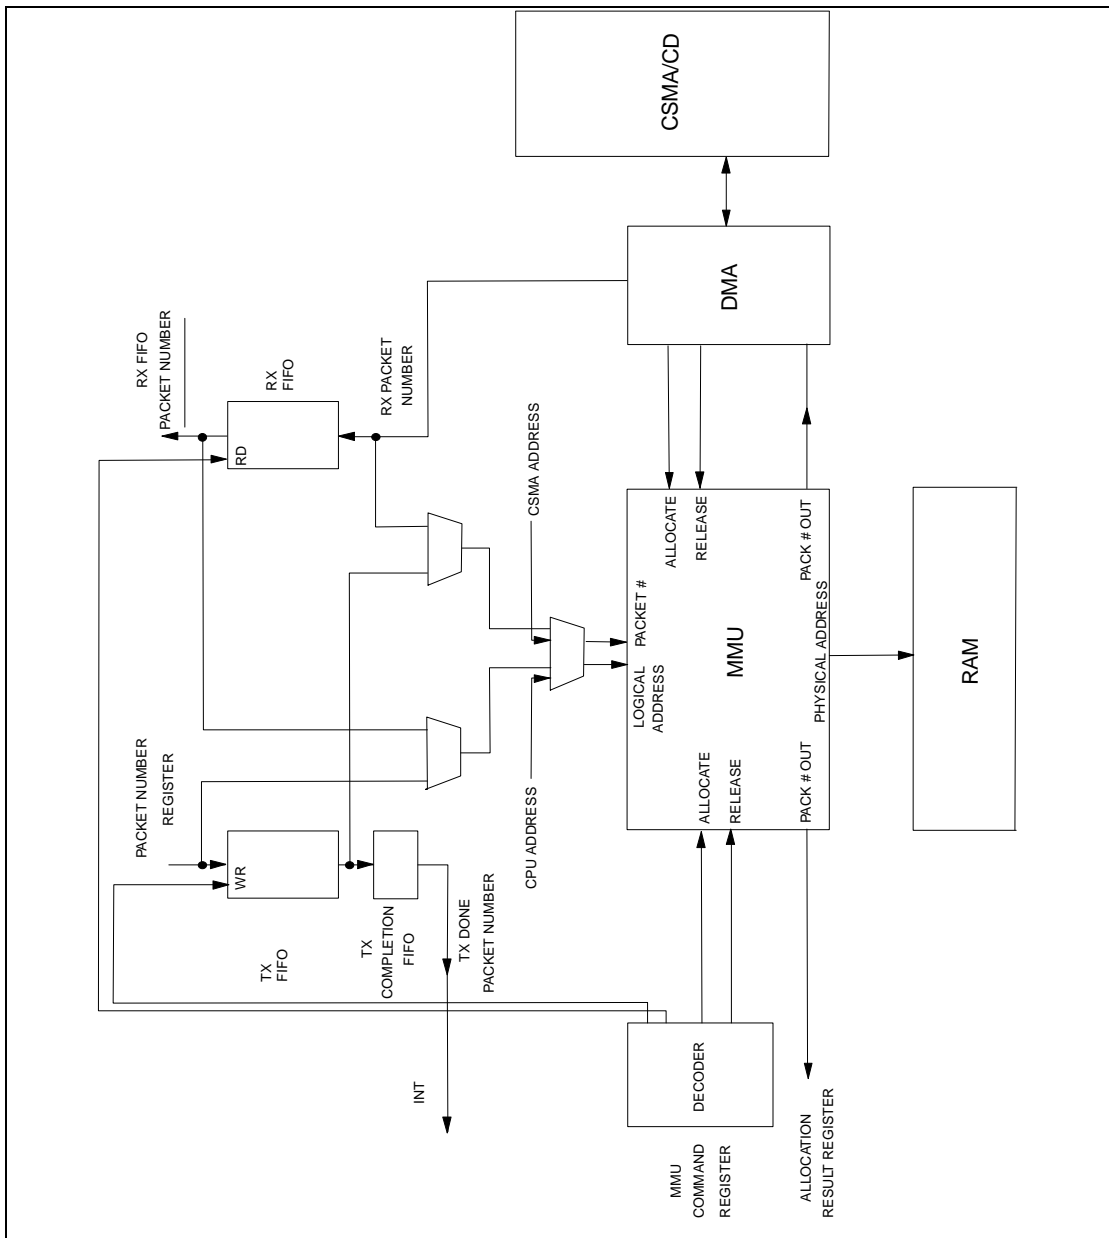 CSMA/CD
DMA
RX FIFO
PACKET NUMBER
RX
FIFO
RD
RX PACKET
NUMBER
CSMA ADDRESS
ALLOCATE
RELEASE
PACK # OUT
PACKET #
LOGICAL
ADDRESS
MMU
PHYSICAL ADDRESS
RAM
ALLOCATE
RELEASE
PACK # OUT
CPU ADDRESS
PACKET NUMBER
REGISTER
WR
TX
FIFO
TX
COMPLETION
FIFO
TX DONE
PACKET NUMBER
INT
DECODER
MMU
COMMAND
REGISTER
ALLOCATION
RESULT REGISTER